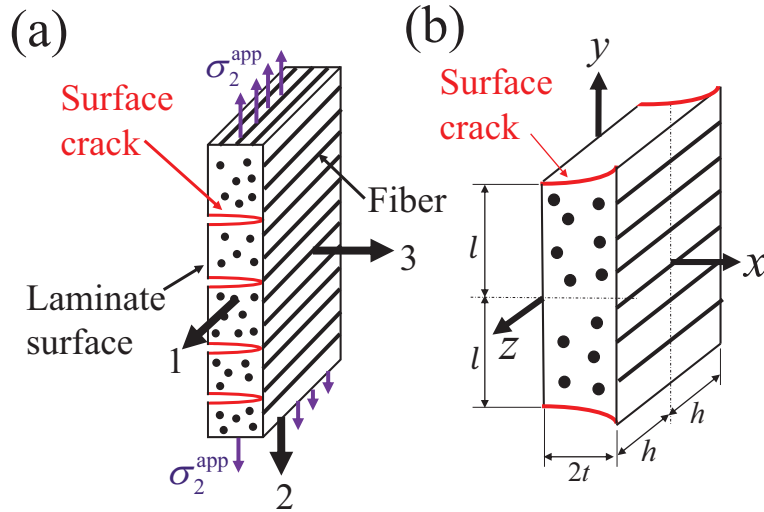 (a)
σ₂ᵃᵖᵖ
Surface
crack
Fiber
3
Laminate
surface
1
σ₂ᵃᵖᵖ
2
(b)
y
Surface
crack
l
x
z
l
h
h
2t